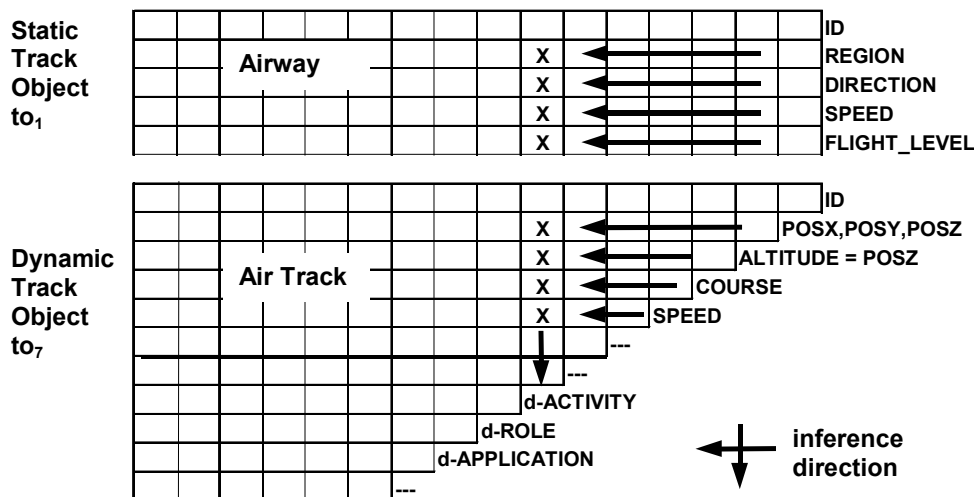 Static
Track
Object
to1
Airway
ID
X REGION
X DIRECTION
X SPEED
X FLIGHT_LEVEL
Dynamic
Track
Object
to7
Air Track
ID
X POSX,POSY,POSZ
X ALTITUDE = POSZ
X COURSE
X SPEED
---
---
d-ACTIVITY
d-ROLE
d-APPLICATION
---
inference
direction